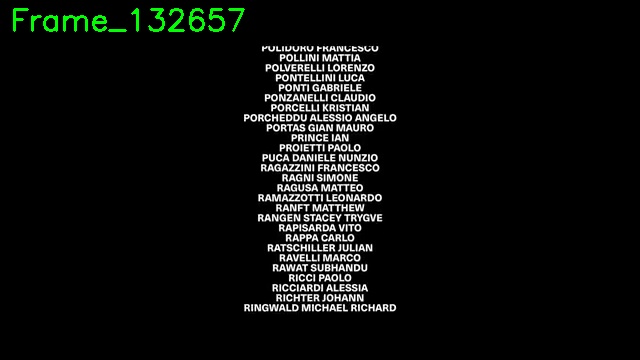 Frame_132657
POLIDORO FRANCESCO
POLLINI MATTIA
POLVERELLI LORENZO
PONTELLINI LUCA
PONTI GABRIELE
PONZANELLI CLAUDIO
PORCELLI KRISTIAN
PORCHEDDU ALESSIO ANGELO
PORTAS GIAN MAURO
PRINCE IAN
PROIETTI PAOLO
PUCA DANIELE NUNZIO
RAGAZZINI FRANCESCO
RAGNI SIMONE
RAGUSA MATTEO
RAMAZZOTTI LEONARDO
RANFT MATTHEW
RANGEN STACEY TRYGVE
RAPISARDA VITO
RAPPA CARLO
RATSCHILLER JULIAN
RAVELLI MARCO
RAWAT SUBHANDU
RICCI PAOLO
RICCIARDI ALESSIA
RICHTER JOHANN
RINGWALD MICHAEL RICHARD